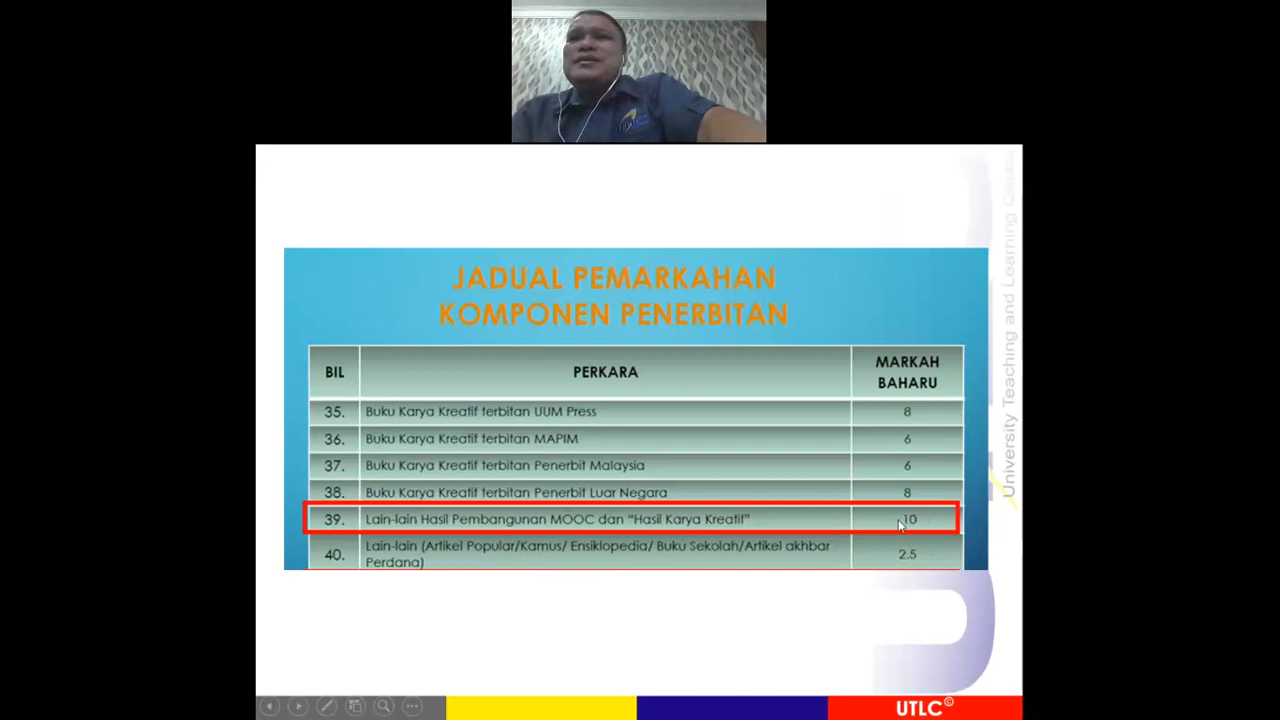 JADUAL PEMARKAHAN
KOMPONEN PENERBITAN
BIL PERKARA MARKAH BAHARU
35. Buku Karya Kreatif terbitan UUM Press 8
36. Buku Karya Kreatif terbitan MAPIM 6
37. Buku Karya Kreatif terbitan Penerbit Malaysia 6
38. Buku Karya Kreatif terbitan Penerbit Luar Negara 8
39. Lain-lain Hasil Pembangunan MOOC dan “Hasil Karya Kreatif” 10
40. Lain-lain (Artikel Popular/Kamus/ Ensiklopedia/ Buku Sekolah/Artikel akhbar 2.5
Perdana)
University Teaching and Learning
UTLC©